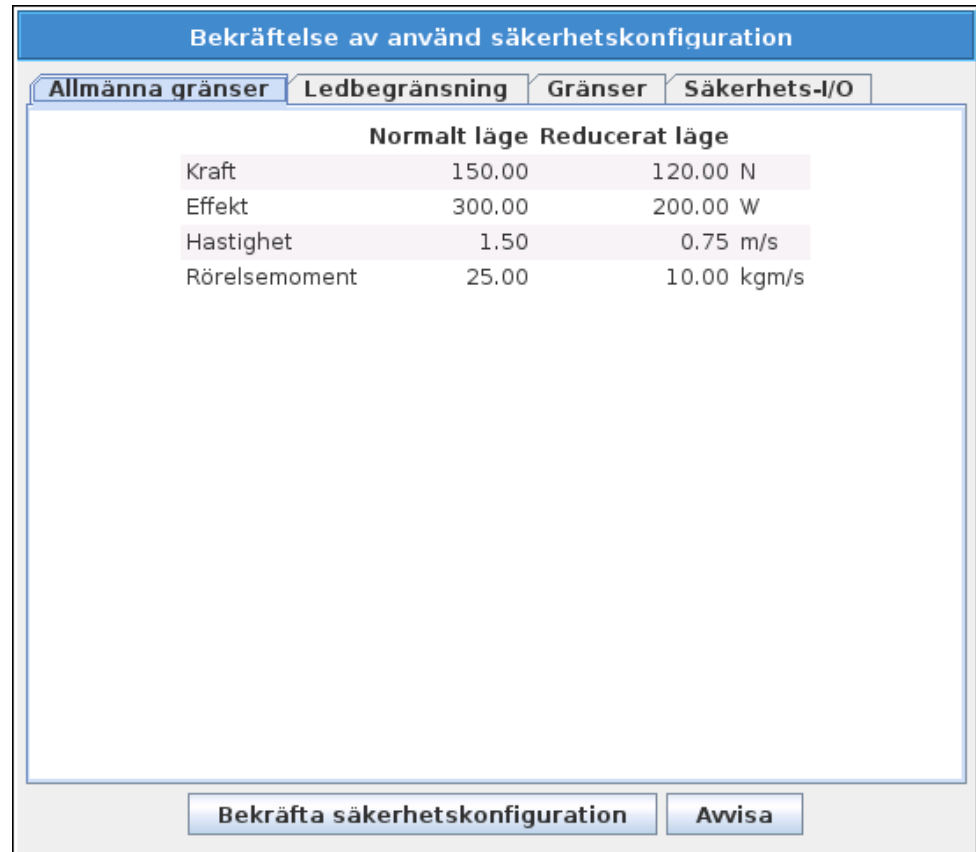 Bekräftelse av använd säkerhetskonfiguration
Allmänna gränser Ledbegränsning Gränser Säkerhets-I/O
Normalt läge Reducerat läge
Kraft 150.00 120.00 N
Effekt 300.00 200.00 W
Hastighet 1.50 0.75 m/s
Rörelsemoment 25.00 10.00 kgm/s
Bekräfta säkerhetskonfiguration Avvisa